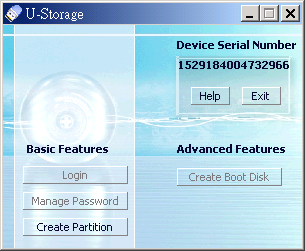 U-Storage
Device Serial Number
1529184004732966
Help
Exit
Basic Features
Login
Manage Password
Create Partition
Advanced Features
Create Boot Disk